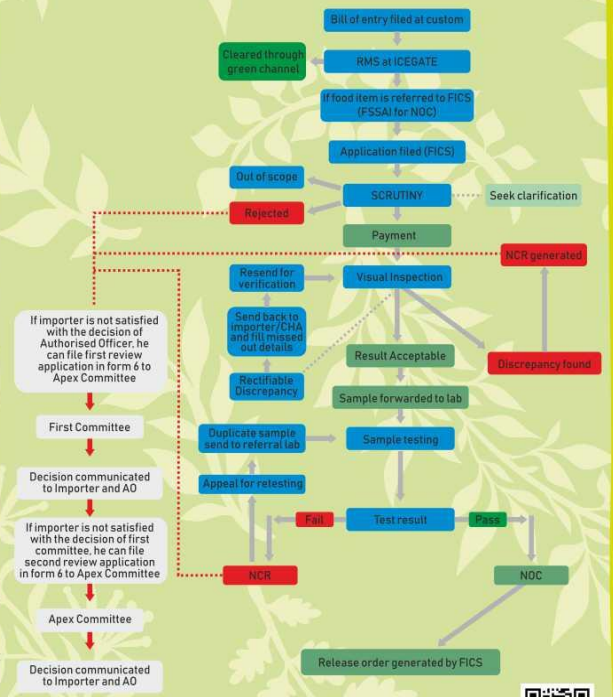 Bill of entry filed at custom
Cleared through
green channel
RMS at ICEGATE
If food item is referred to FICS
(FSSAI) for NOC)
Application filed (FICS)
Out of scope
SCRUTINY
Seek clarification
Rejected
Payment
NCR generated
Resend for
verification
Visual Inspection
Send back to
importer/CHA
and fill missed
out details
If importer is not satisfied
with the decision of
Authorised Officer, he
can file first review
application in form 6 to
Apex Committee
Result Acceptable
Discrepancy found
Rectifiable
Discrepancy
Sample forwarded to lab
First Committee
Duplicate sample
send to referral lab
Sample testing
Decision communicated
to Importer and AO
Appeal for retesting
If importer is not satisfied
with the decision of first
committee, he can file
second review application
in form 6 to Apex Committee
Fail
Test result
Pass
NCR
NOC
Apex Committee
Release order generated by FICS
Decision communicated
to Importer and AO